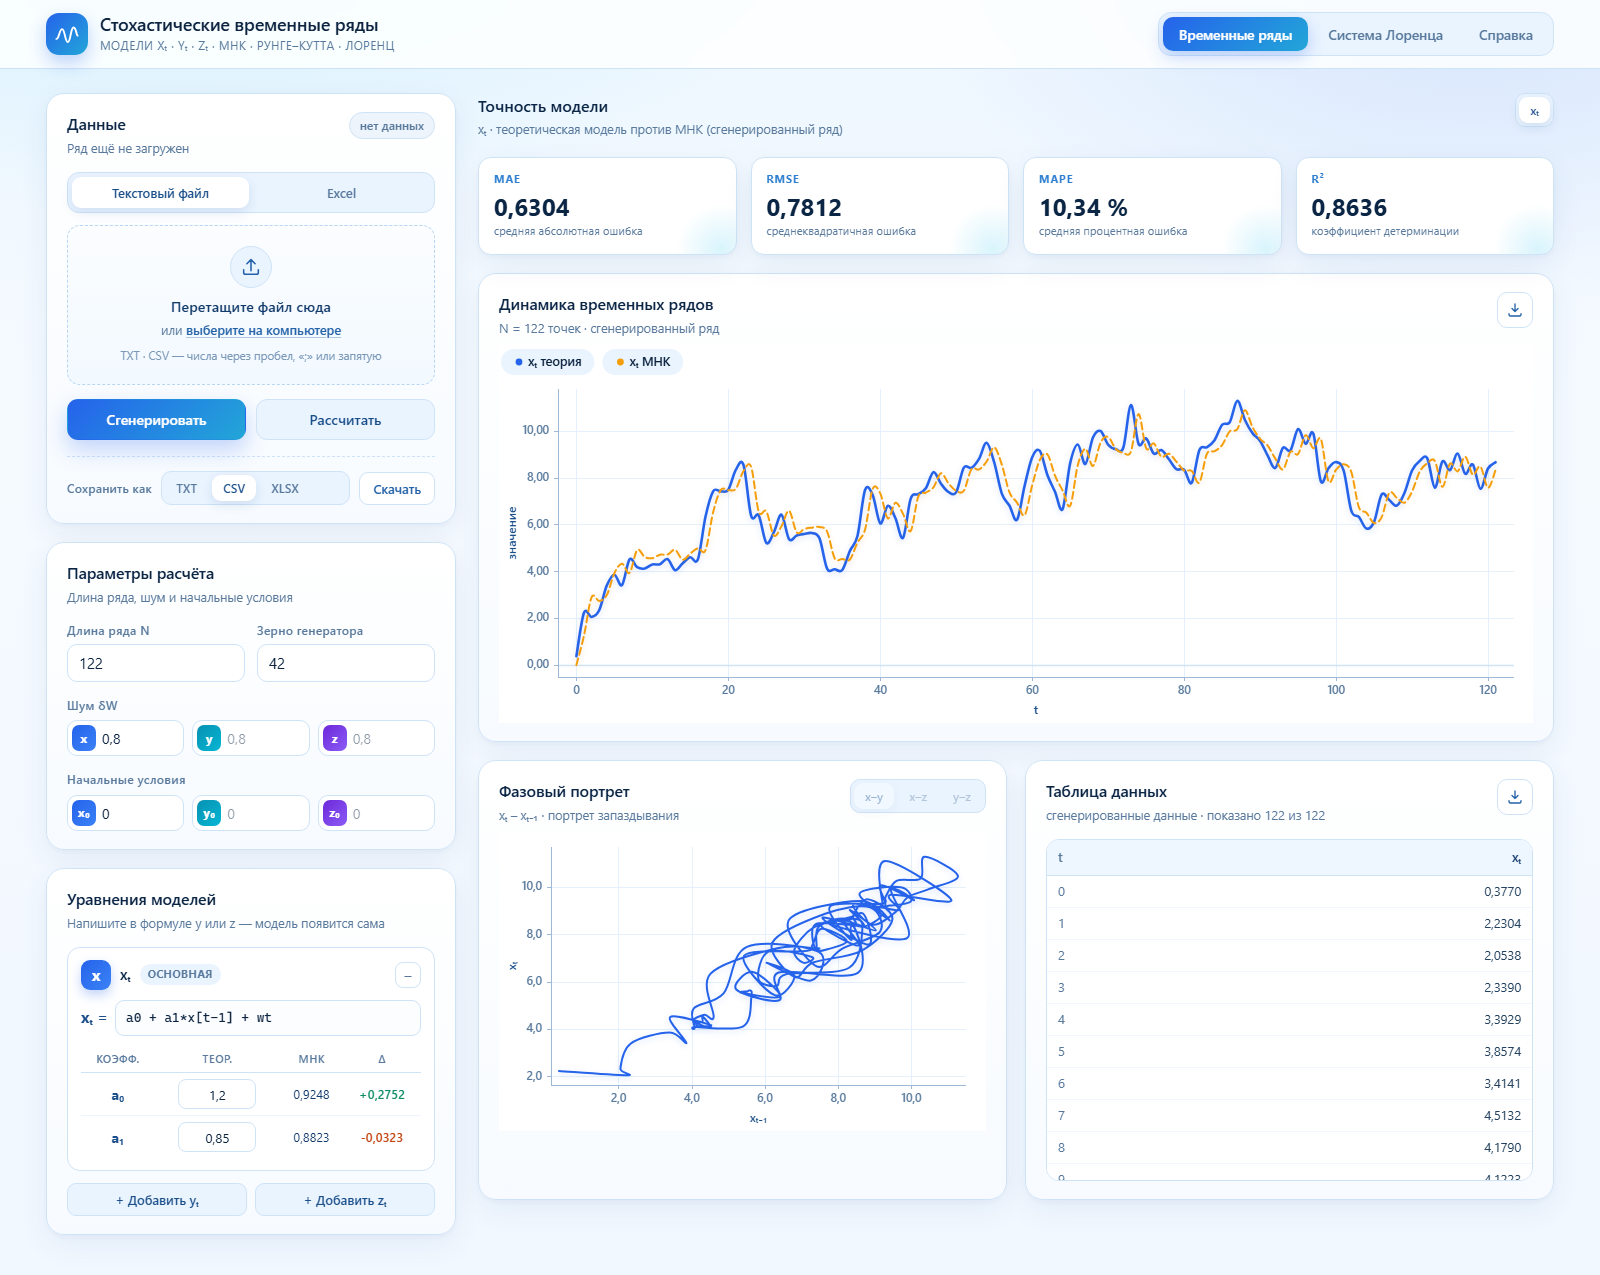 Стохастические временные ряды
МОДЕЛИ Xₜ · Yₜ · Zₜ · МНК · РУНГЕ–КУТТА · ЛОРЕНЦ
Временные ряды
Система Лоренца
Справка
Данные
нет данных
Ряд ещё не загружен
Текстовый файл
Excel
Перетащите файл сюда
или выберите на компьютере
TXT · CSV — числа через пробел, «;» или запятую
Сгенерировать
Рассчитать
Сохранить как
TXT
CSV
XLSX
Скачать
Параметры расчёта
Длина ряда, шум и начальные условия
Длина ряда N
Зерно генератора
122
42
Шум δW
x 0,8
y 0,8
z 0,8
Начальные условия
x₀ 0
y₀ 0
z₀ 0
Уравнения моделей
Напишите в формуле y или z — модель появится сама
x xₜ ОСНОВНАЯ –
xₜ = a0 + a1*x[t−1] + wt
КОЭФФ. ТЕОР. МНК Δ
a₀ 1,2 0,9248 +0,2752
a₁ 0,85 0,8823 -0,0323
+ Добавить yₜ
+ Добавить zₜ
Точность модели
xₜ
xₜ · теоретическая модель против МНК (сгенерированный ряд)
MAE
0,6304
средняя абсолютная ошибка
RMSE
0,7812
среднеквадратичная ошибка
MAPE
10,34 %
средняя процентная ошибка
R²
0,8636
коэффициент детерминации
Динамика временных рядов
N = 122 точек · сгенерированный ряд
xₜ теория
xₜ МНК
значение
10,00
8,00
6,00
4,00
2,00
0,00
0 20 40 60 80 100 120
t
Фазовый портрет
x–y x–z y–z
xₜ – xₜ₋₁ · портрет запаздывания
xₜ
10,0
8,0
6,0
4,0
2,0
2,0 4,0 6,0 8,0 10,0
xₜ₋₁
Таблица данных
сгенерированные данные · показано 122 из 122
t xₜ
0 0,3770
1 2,2304
2 2,0538
3 2,3390
4 3,3929
5 3,8574
6 3,4141
7 4,5132
8 4,1790
9 4,1223